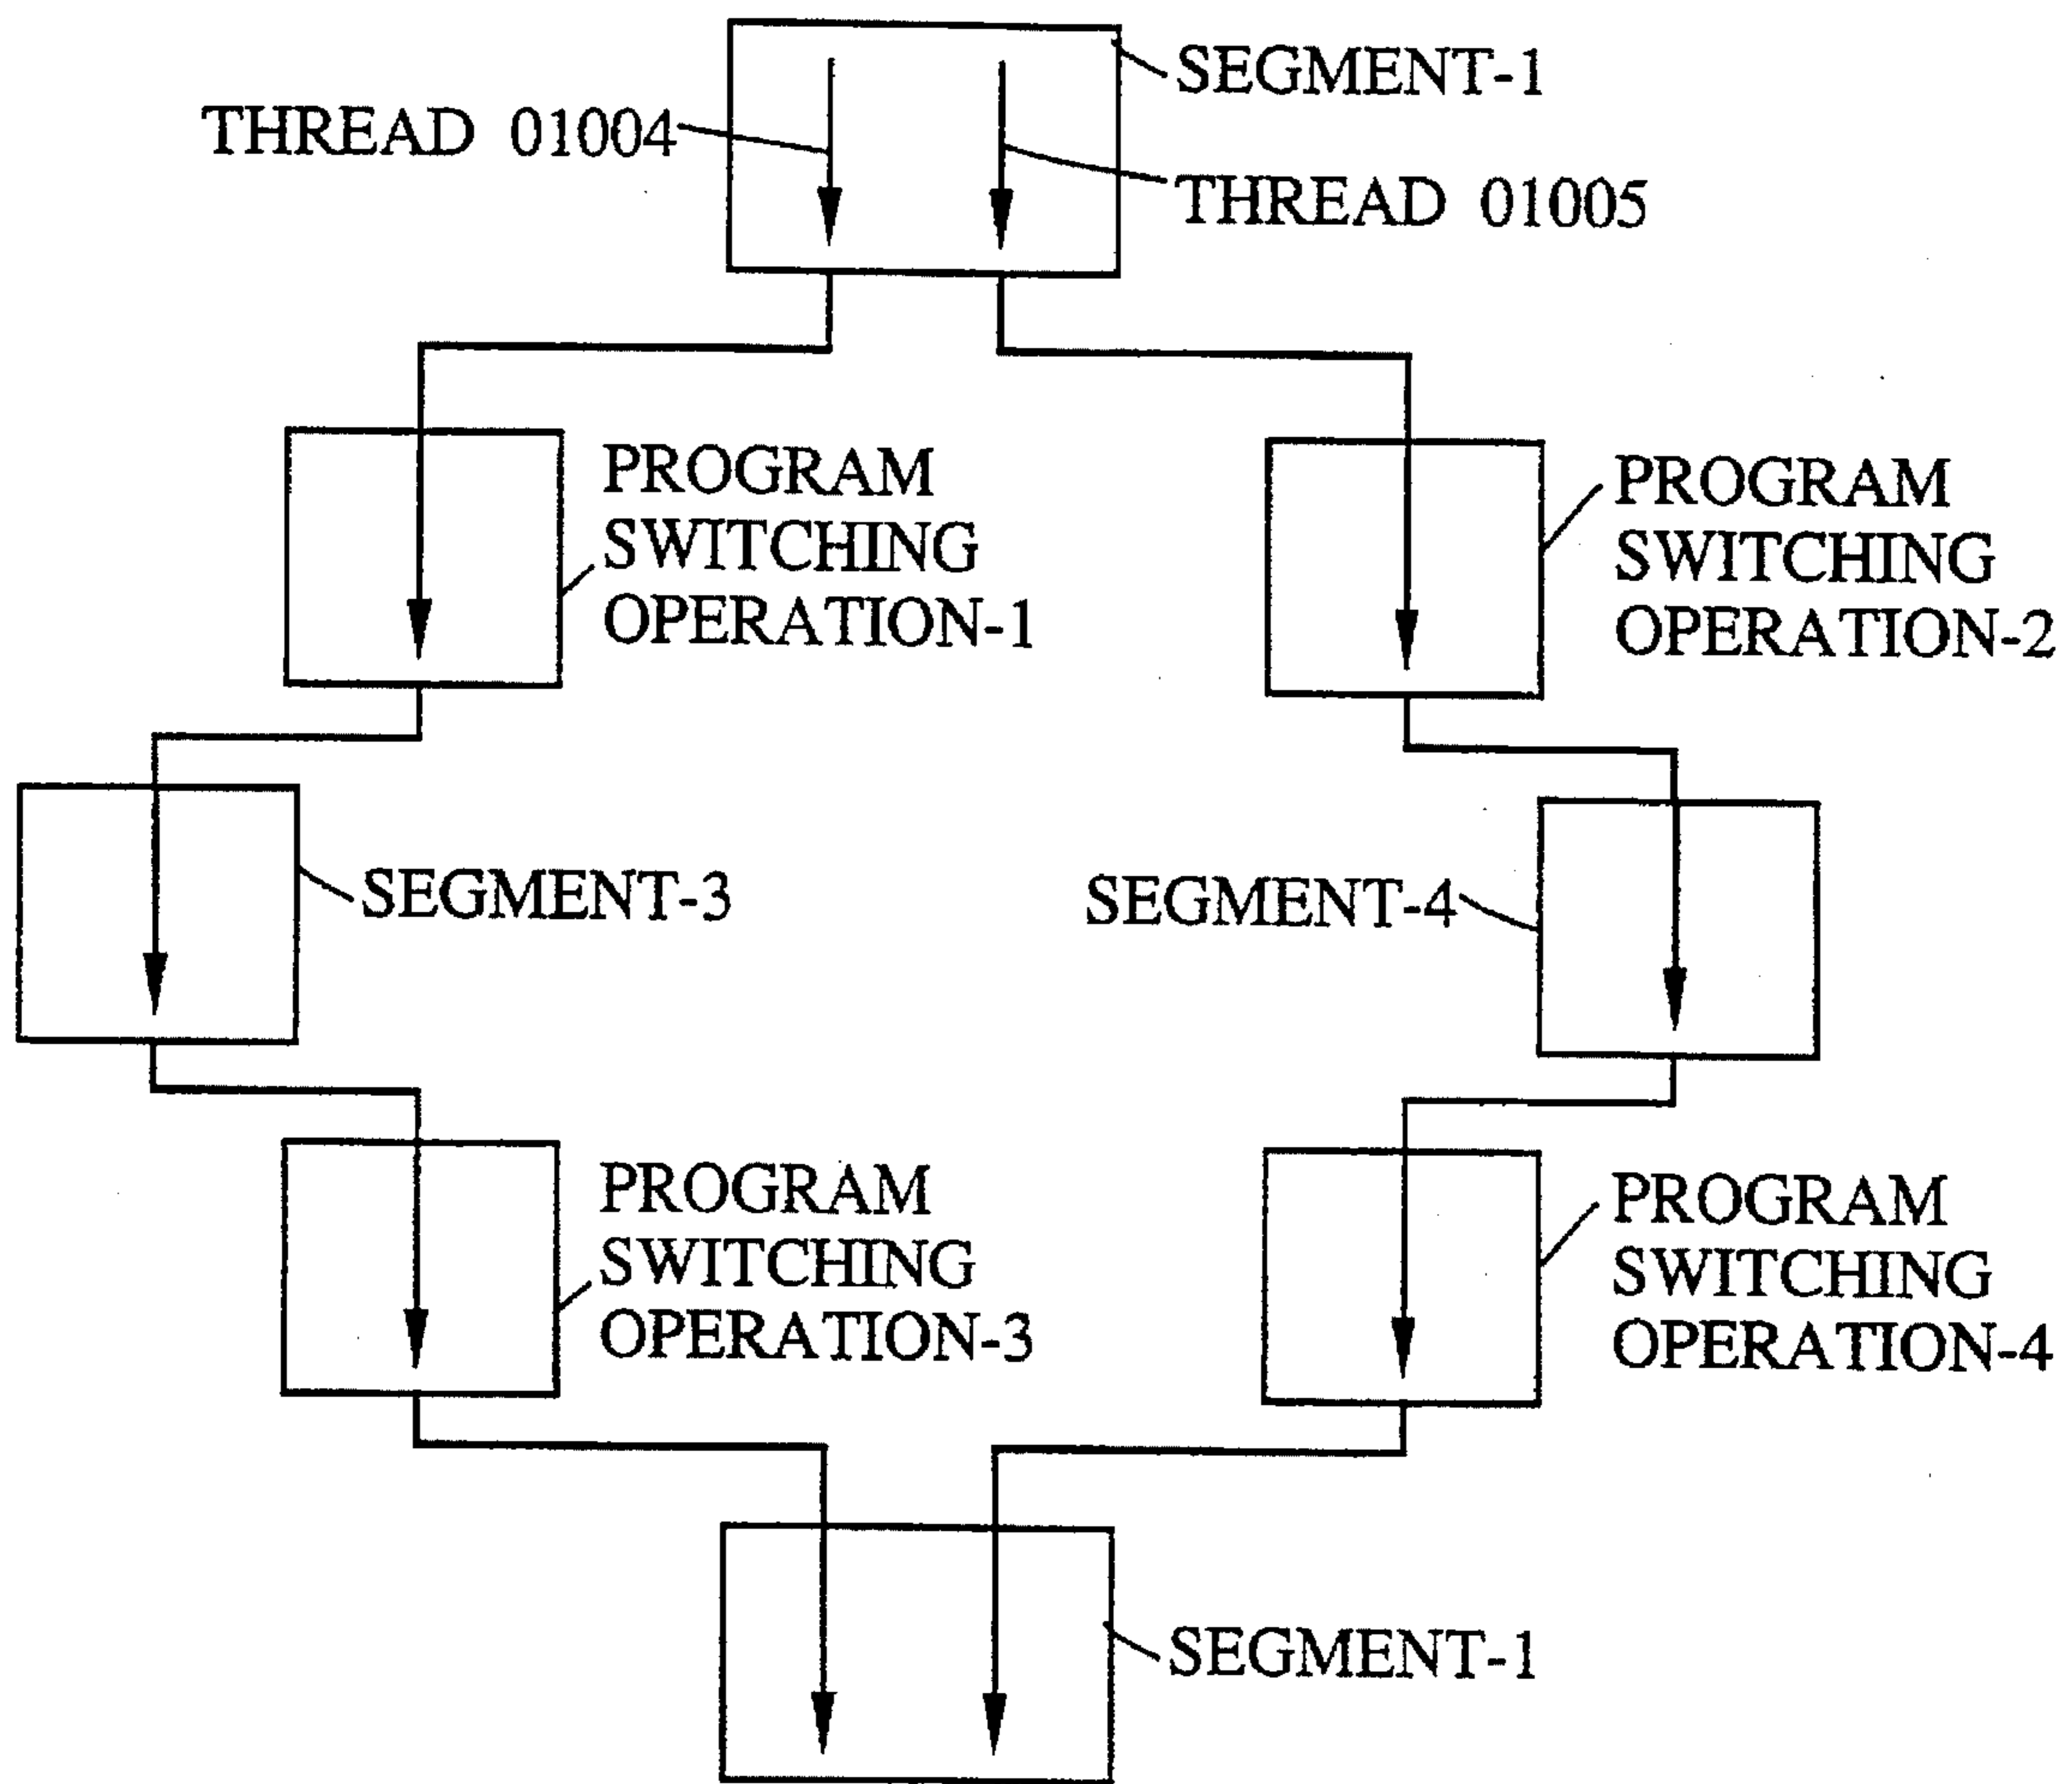 SEGMENT-1
THREAD 01004
THREAD 01005
PROGRAM
SWITCHING
OPERATION-1
PROGRAM
SWITCHING
OPERATION-2
SEGMENT-3
SEGMENT-4
PROGRAM
SWITCHING
OPERATION-3
PROGRAM
SWITCHING
OPERATION-4
SEGMENT-1